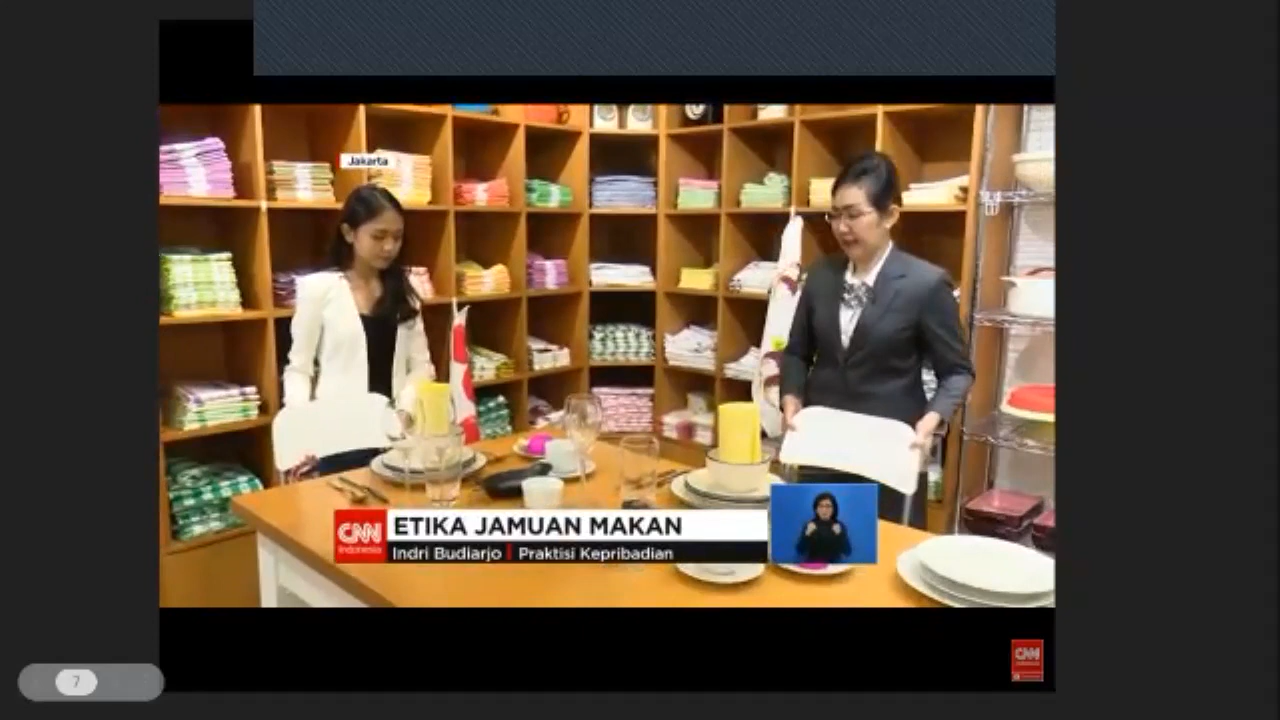 Jakarta
CNN
Indonesia
ETIKA JAMUAN MAKAN
Indri Budiarjo | Praktisi Kepribadian
CNN
7